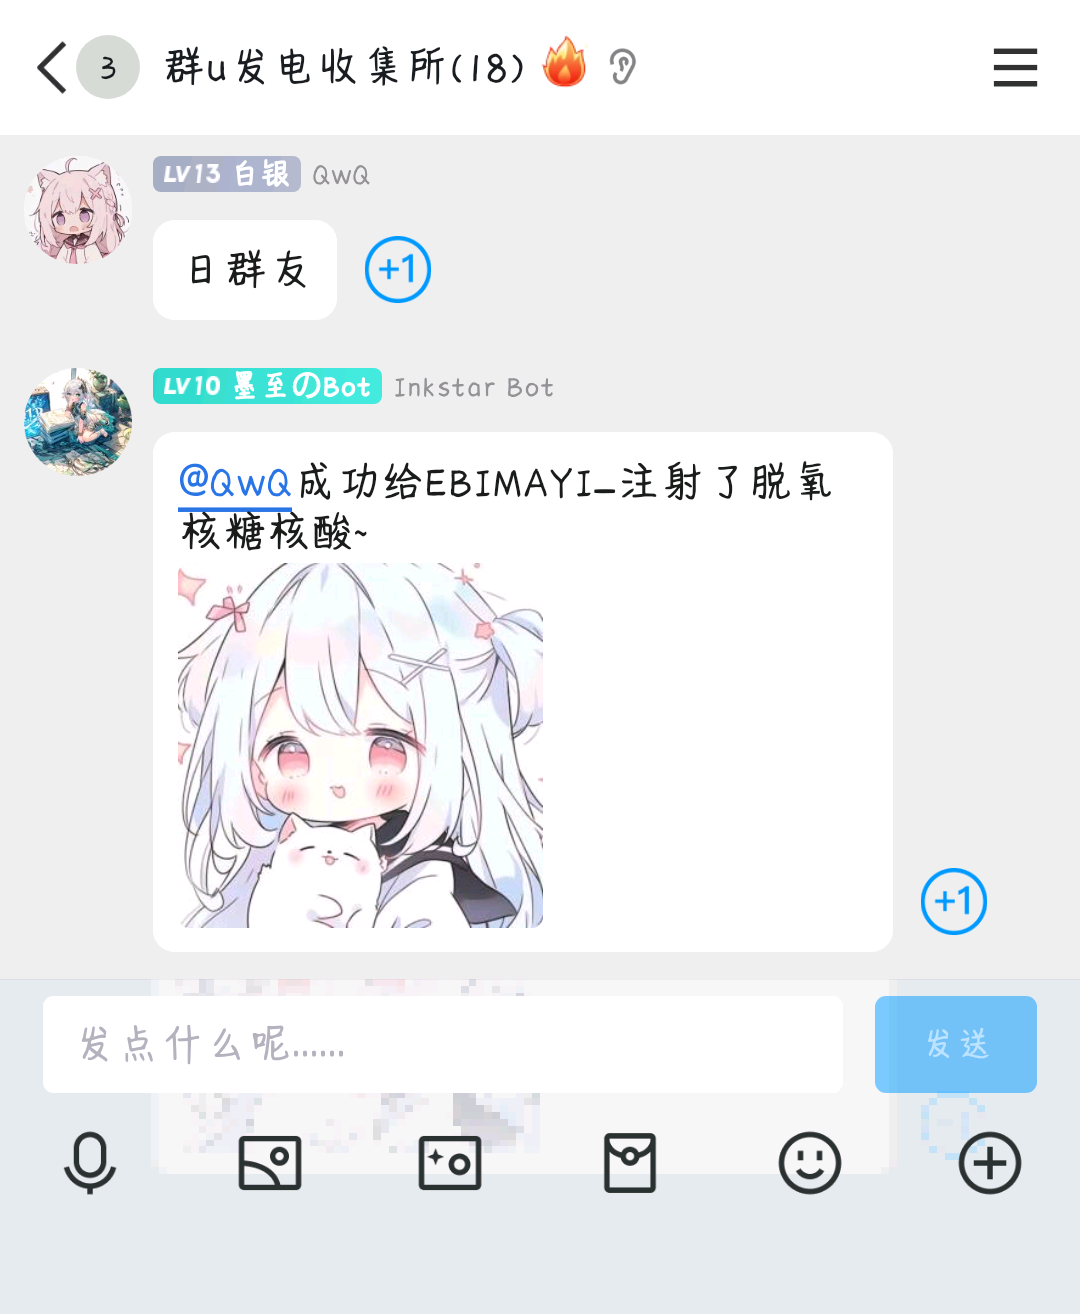 3 群u发电收集所(18)🔥
LV13 白银 QwQ
日群友
+1
LV10 墨至のBot Inkstar Bot
@QwQ成功给EBIMAYI_注射了脱氧
核糖核酸~
+1
发点什么呢......
发送